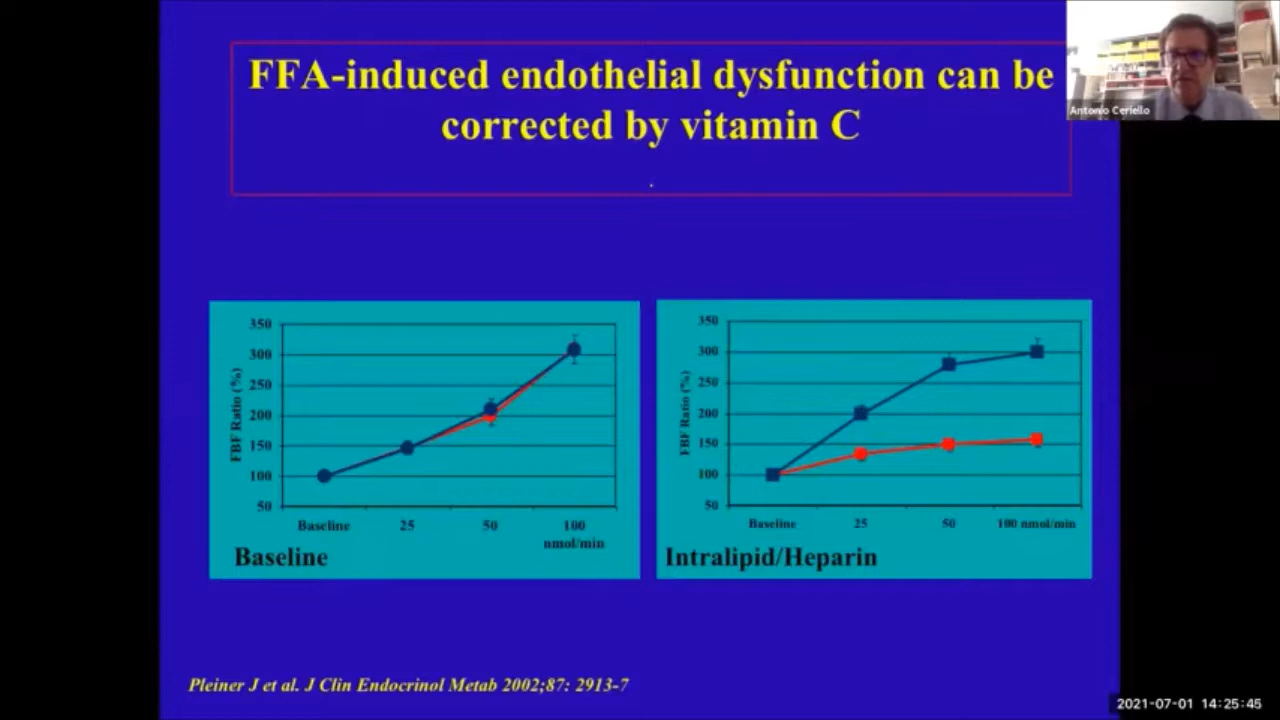 FFA-induced endothelial dysfunction can be
corrected by vitamin C
.
Antonio Ceriello
350
300
250
200
150
100
50
FBF Ratio (%)
Baseline
25
50
100
nmol/min
Baseline
350
300
250
200
150
100
50
FBF Ratio (%)
Baseline
25
50
100 nmol/min
Intralipid/Heparin
Pleiner J et al. J Clin Endocrinol Metab 2002;87: 2913-7
2021-07-01 14:25:45